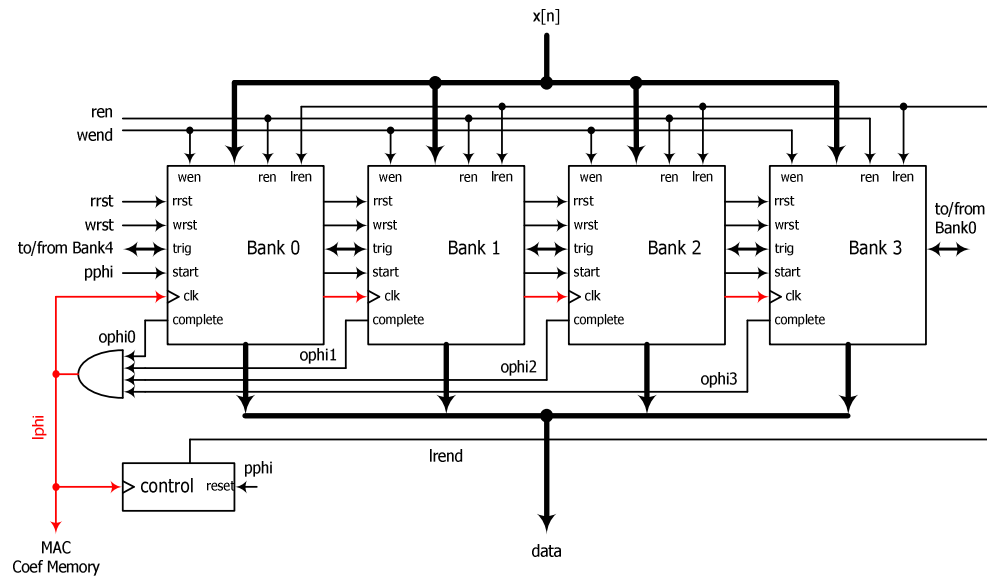 x[n]
ren
wend
wen ren lren
wen ren lren
wen ren lren
wen ren lren
rrst
wrst
to/from Bank4
pphi
rrst
wrst
trig
start
clk
complete
Bank 0
rrst
wrst
trig
start
clk
complete
Bank 1
rrst
wrst
trig
start
clk
complete
Bank 2
rrst
wrst
trig
start
clk
complete
Bank 3
to/from
Bank0
ophi0
ophi1
ophi2
ophi3
lphi
lrend
control
reset
pphi
MAC
Coef Memory
data